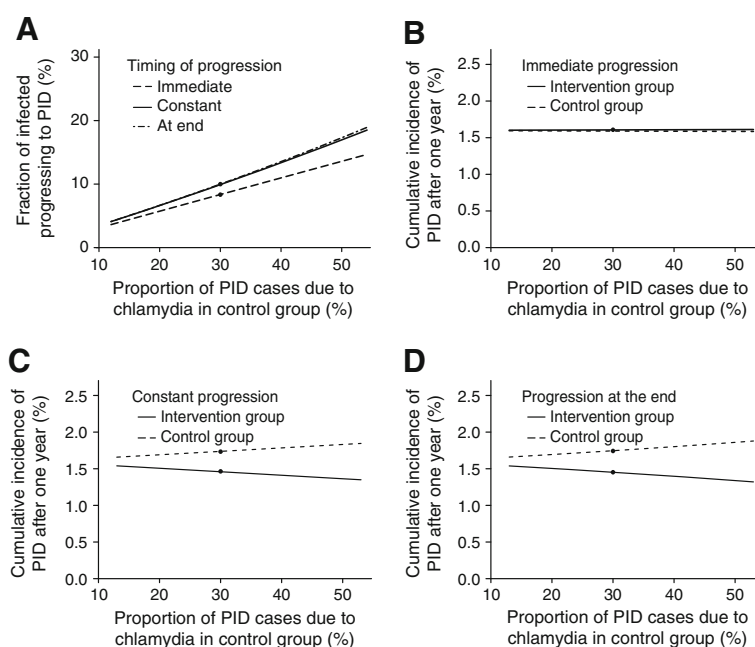 A
Fraction of infected
progressing to PID (%)
30
20
10
0
Timing of progression
Immediate
Constant
At end
10 20 30 40 50
Proportion of PID cases due to
chlamydia in control group (%)
B
Cumulative incidence of
PID after one year (%)
2.5
2.0
1.5
1.0
0.5
0.0
Immediate progression
Intervention group
Control group
10 20 30 40 50
Proportion of PID cases due to
chlamydia in control group (%)
C
Cumulative incidence of
PID after one year (%)
2.5
2.0
1.5
1.0
0.5
0.0
Constant progression
Intervention group
Control group
10 20 30 40 50
Proportion of PID cases due to
chlamydia in control group (%)
D
Cumulative incidence of
PID after one year (%)
2.5
2.0
1.5
1.0
0.5
0.0
Progression at the end
Intervention group
Control group
10 20 30 40 50
Proportion of PID cases due to
chlamydia in control group (%)